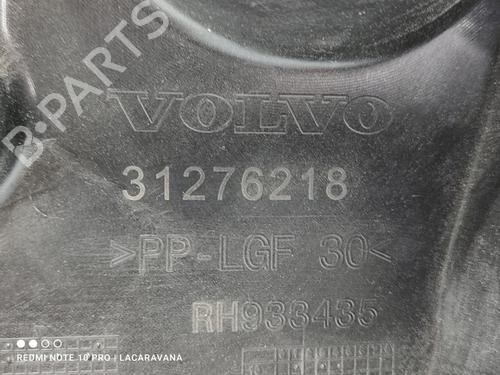 B-PARTS
VOLVO
31276218
>PP-LGF 30<
RH933435
REDMI NOTE 10 PRO | LACARAVANA